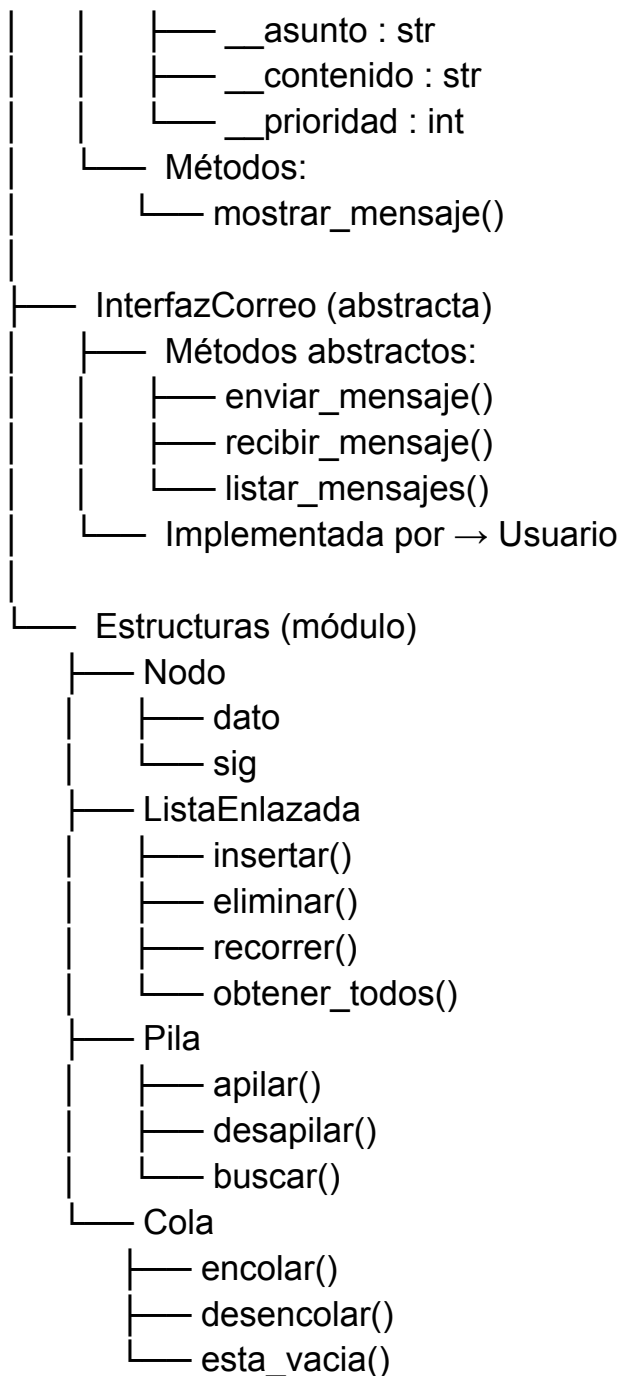 __asunto : str
__contenido : str
__prioridad : int
Métodos:
mostrar_mensaje()
InterfazCorreo (abstracta)
Métodos abstractos:
enviar_mensaje()
recibir_mensaje()
listar_mensajes()
Implementada por → Usuario
Estructuras (módulo)
Nodo
dato
sig
ListaEnlazada
insertar()
eliminar()
recorrer()
obtener_todos()
Pila
apilar()
desapilar()
buscar()
Cola
encolar()
desencolar()
esta_vacia()